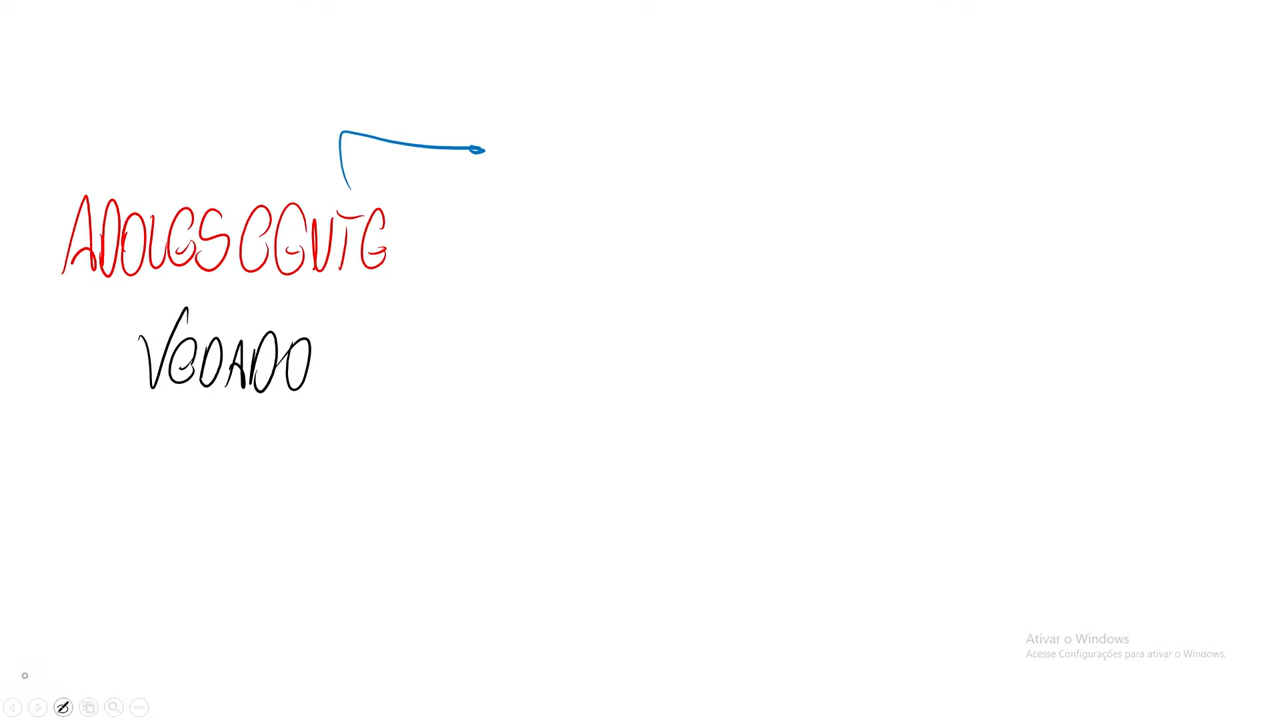 ADOLESCENTE
VEDADO
Ativar o Windows
Acesse Configurações para ativar o Windows.